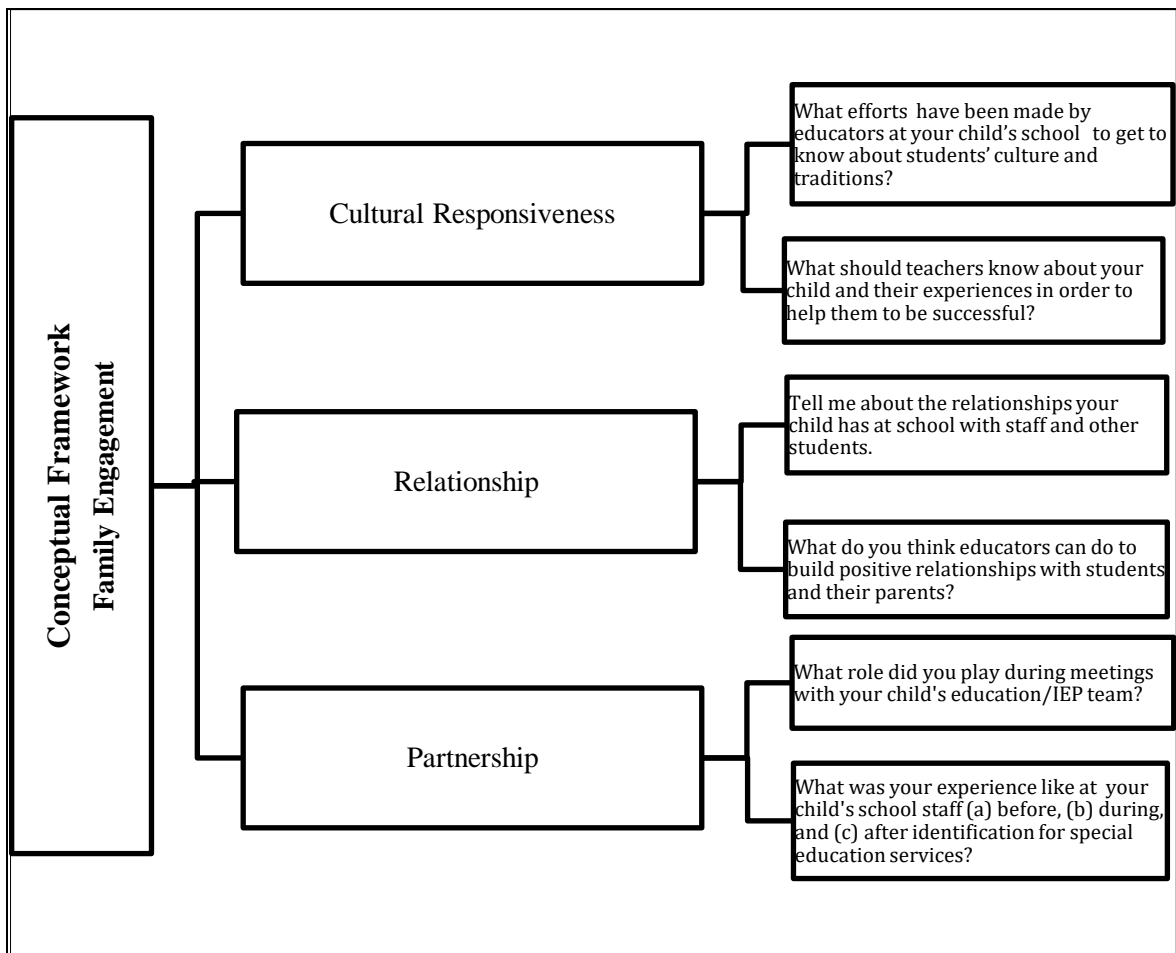 Conceptual Framework
Family Engagement
Cultural Responsiveness
What efforts have been made by
educators at your child’s school to get to
know about students’ culture and
traditions?
What should teachers know about your
child and their experiences in order to
help them to be successful?
Relationship
Tell me about the relationships your
child has at school with staff and other
students.
What do you think educators can do to
build positive relationships with students
and their parents?
Partnership
What role did you play during meetings
with your child's education/IEP team?
What was your experience like at your
child's school staff (a) before, (b) during,
and (c) after identification for special
education services?